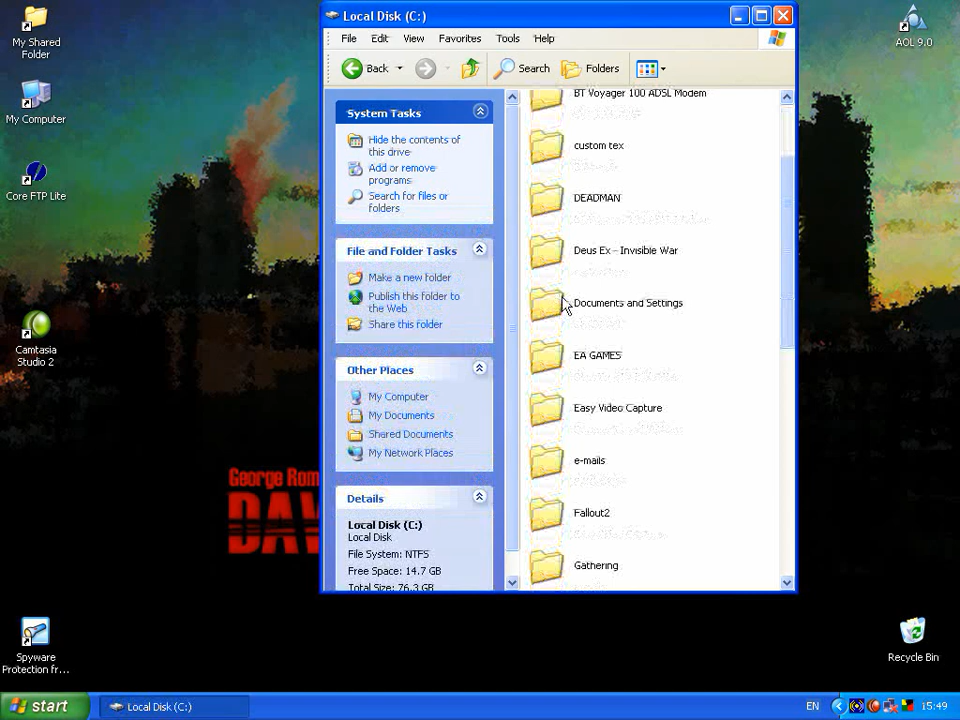 My Shared
Folder
My Computer
Core FTP Lite
Camtasia
Studio 2
Spyware
Protection fr...
George Rom
DAW
Local Disk (C:)
File Edit View Favorites Tools Help
Back Search Folders
System Tasks
Hide the contents of
this drive
Add or remove
programs
Search for files or
folders
File and Folder Tasks
Make a new folder
Publish this folder to
the Web
Share this folder
Other Places
My Computer
My Documents
Shared Documents
My Network Places
Details
Local Disk (C:)
Local Disk
File System: NTFS
Free Space: 14.7 GB
Total Size: 76.3 GB
BT Voyager 100 ADSL Modem
custom tex
DEADMAN
Deus Ex - Invisible War
Documents and Settings
EA GAMES
Easy Video Capture
e-mails
Fallout2
Gathering
AOL 9.0
Recycle Bin
start
Local Disk (C:)
EN
15:49